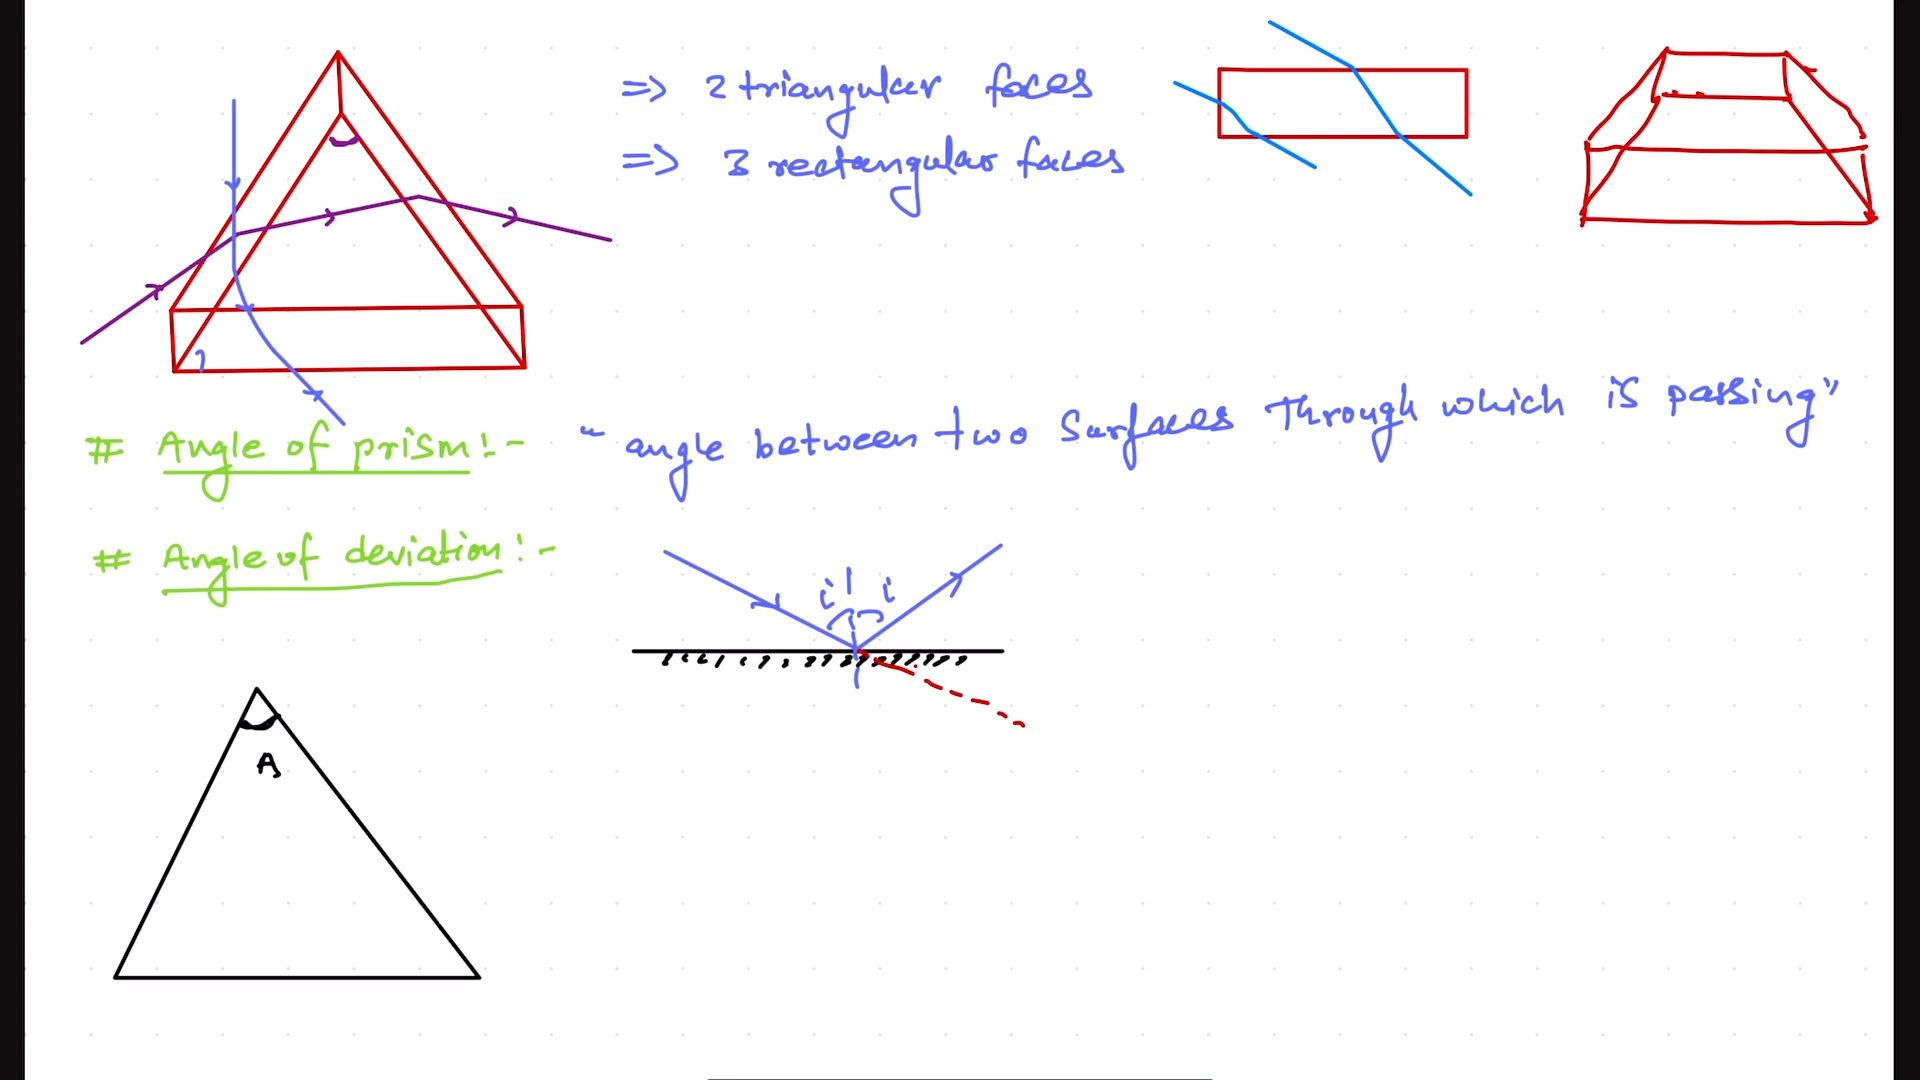 => 2 triangular faces
=> 3 rectangular faces
# Angle of prism :- " angle between two surfaces through which is passing "
# Angle of deviation :-
i i
A